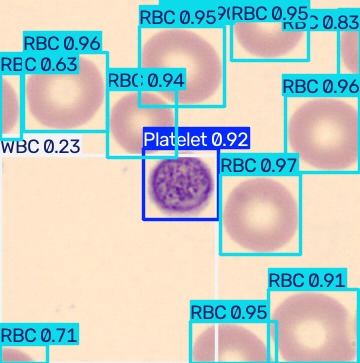 RBC 0.95
RBC 0.95
RBC 0.83
RBC 0.96
RBC 0.63
RBC 0.94
RBC 0.96
Platelet 0.92
WBC 0.23
RBC 0.97
RBC 0.91
RBC 0.95
RBC 0.71